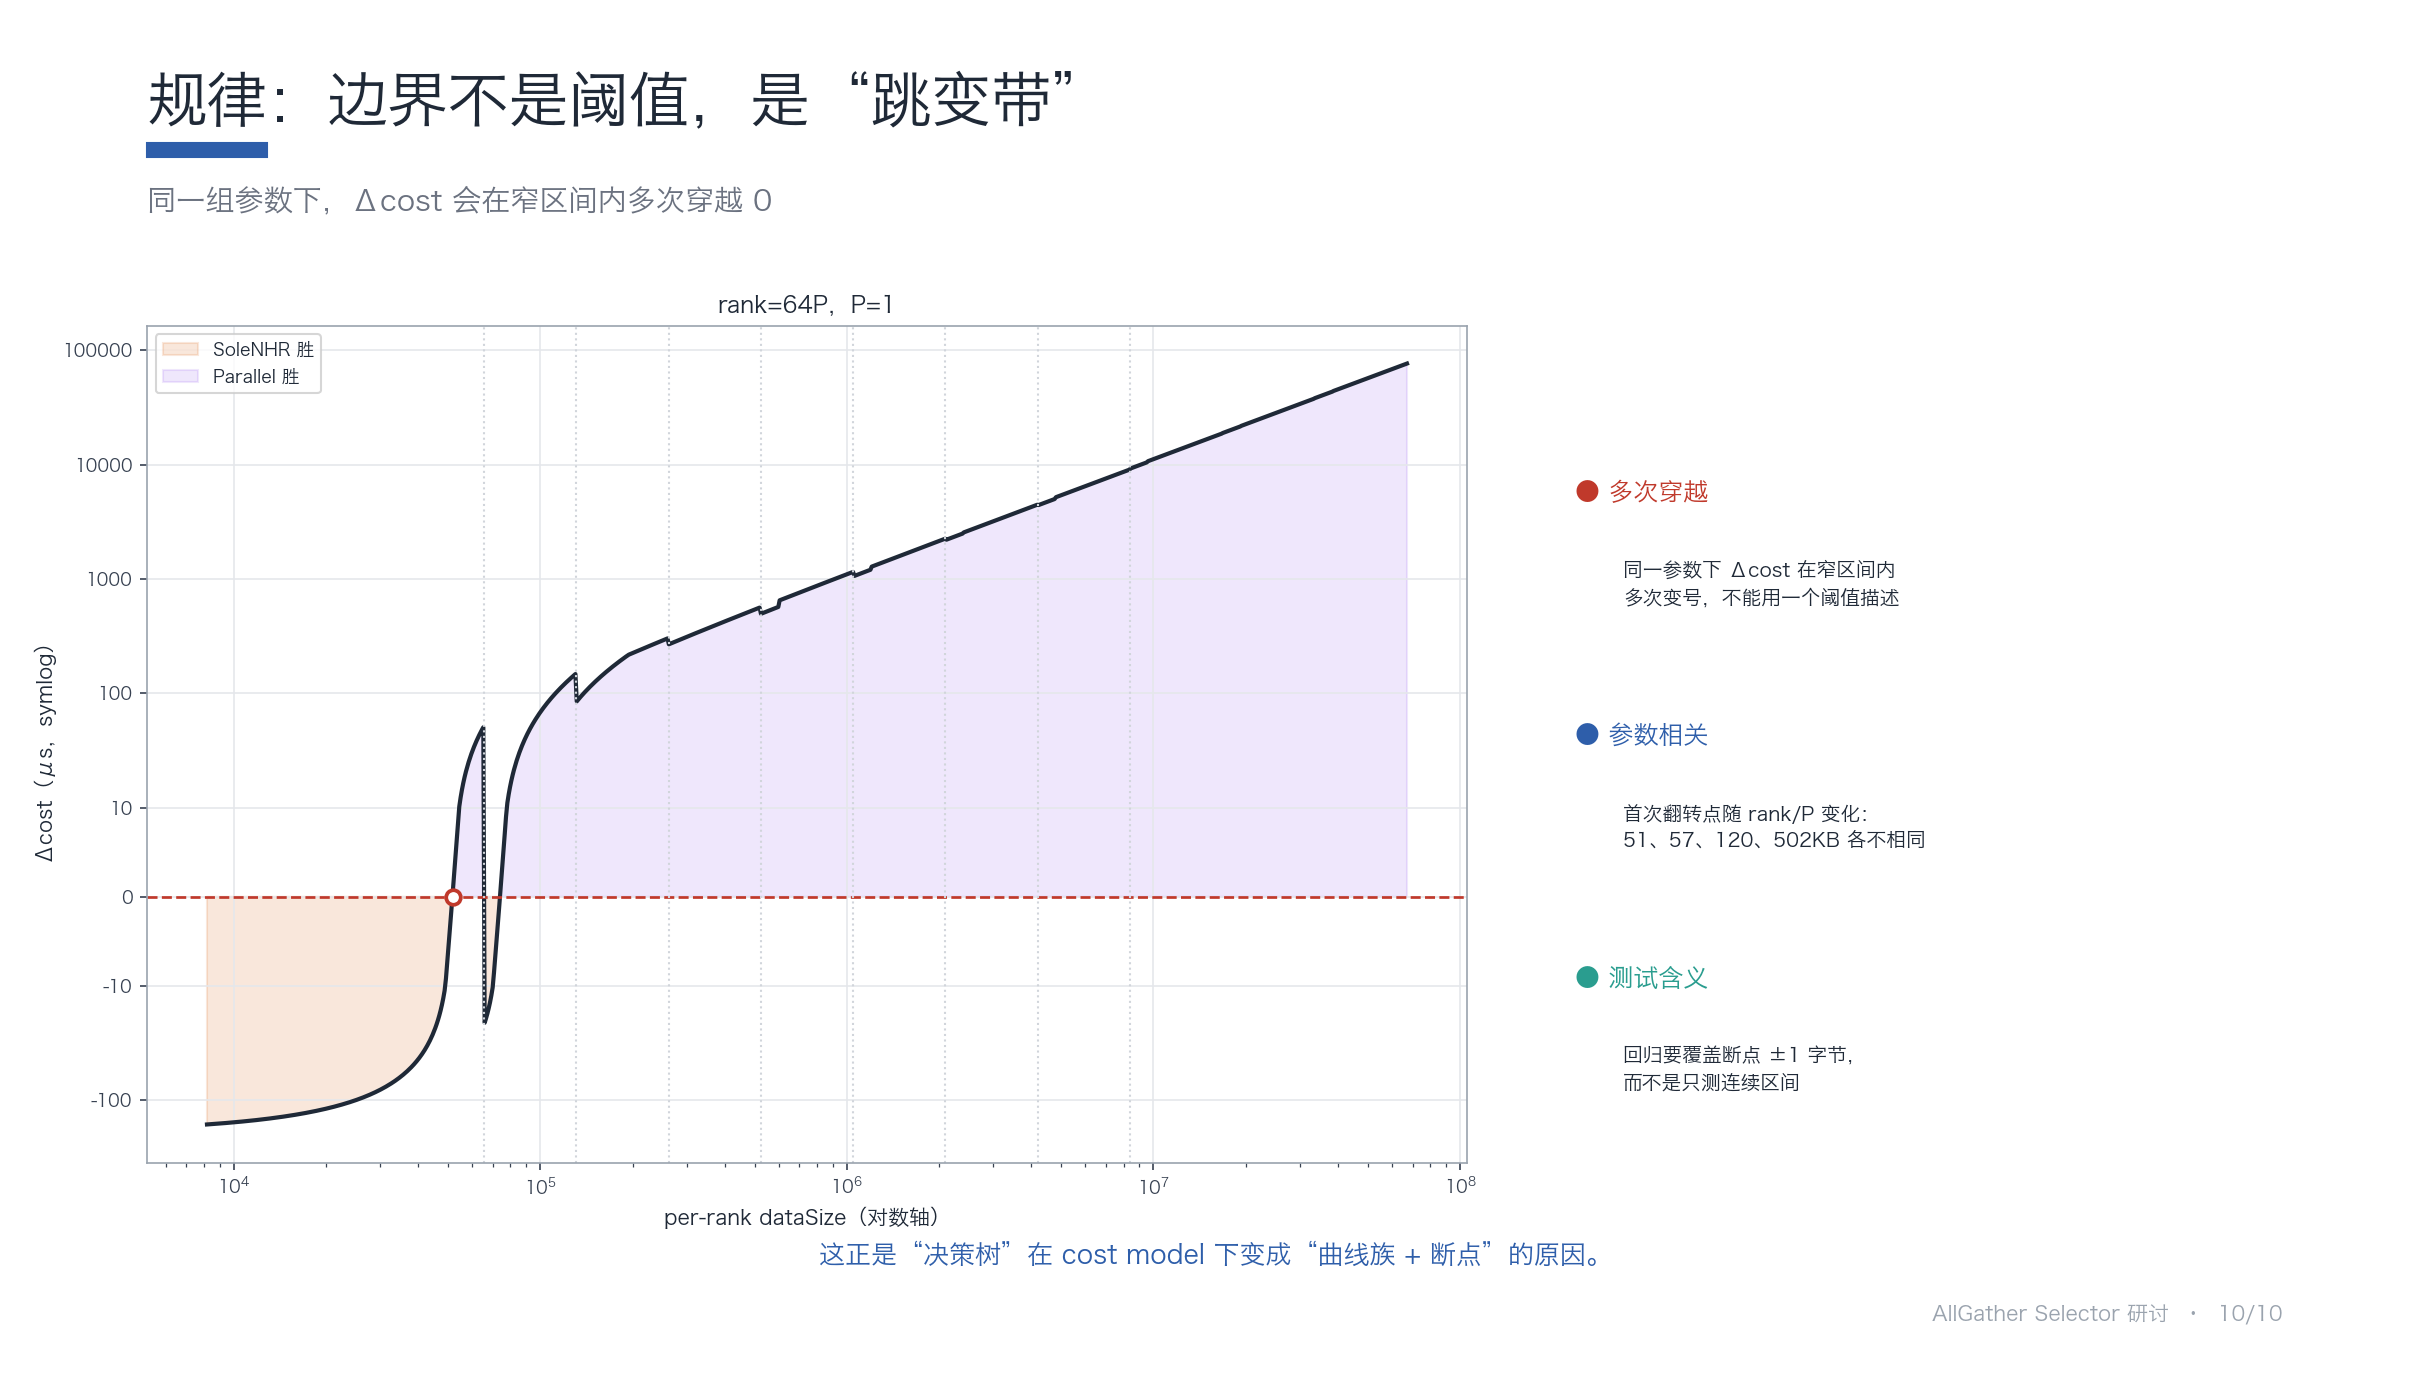 规律：边界不是阈值，是“跳变带”
同一组参数下，Δcost 会在窄区间内多次穿越 0
rank=64P，P=1
SoleNHR 胜
Parallel 胜
100000
10000
1000
100
10
0
-10
-100
Δcost（μs，symlog）
10⁴
10⁵
10⁶
10⁷
10⁸
per-rank dataSize（对数轴）
多次穿越
同一参数下 Δcost 在窄区间内
多次变号，不能用一个阈值描述
参数相关
首次翻转点随 rank/P 变化：
51、57、120、502KB 各不相同
测试含义
回归要覆盖断点 ±1 字节，
而不是只测连续区间
这正是“决策树”在 cost model 下变成“曲线族 + 断点”的原因。
AllGather Selector 研讨 · 10/10